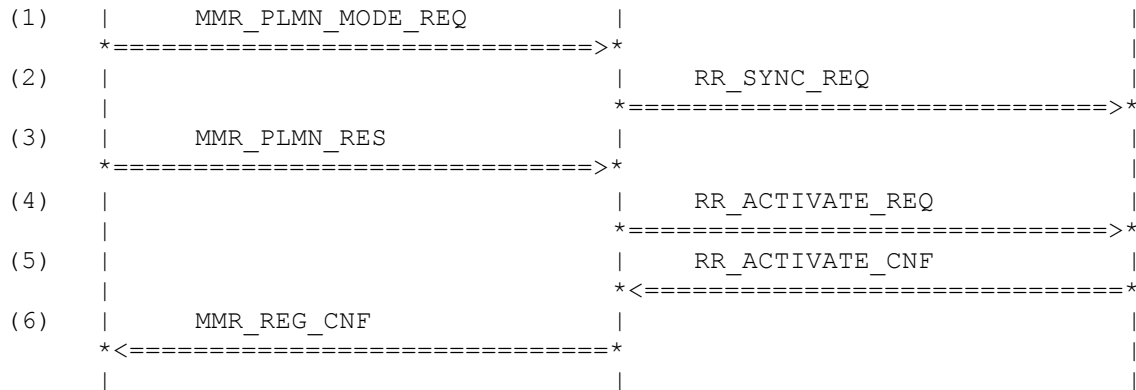 (1) | MMR_PLMN_MODE_REQ | |
*==============================>* |
(2) | | RR_SYNC_REQ |
| *==============================>*
(3) | MMR_PLMN_RES | |
*==============================>* |
(4) | | RR_ACTIVATE_REQ |
| *==============================>*
(5) | | RR_ACTIVATE_CNF |
| *<==============================*
(6) | MMR_REG_CNF | |
*<==============================* |
| | |